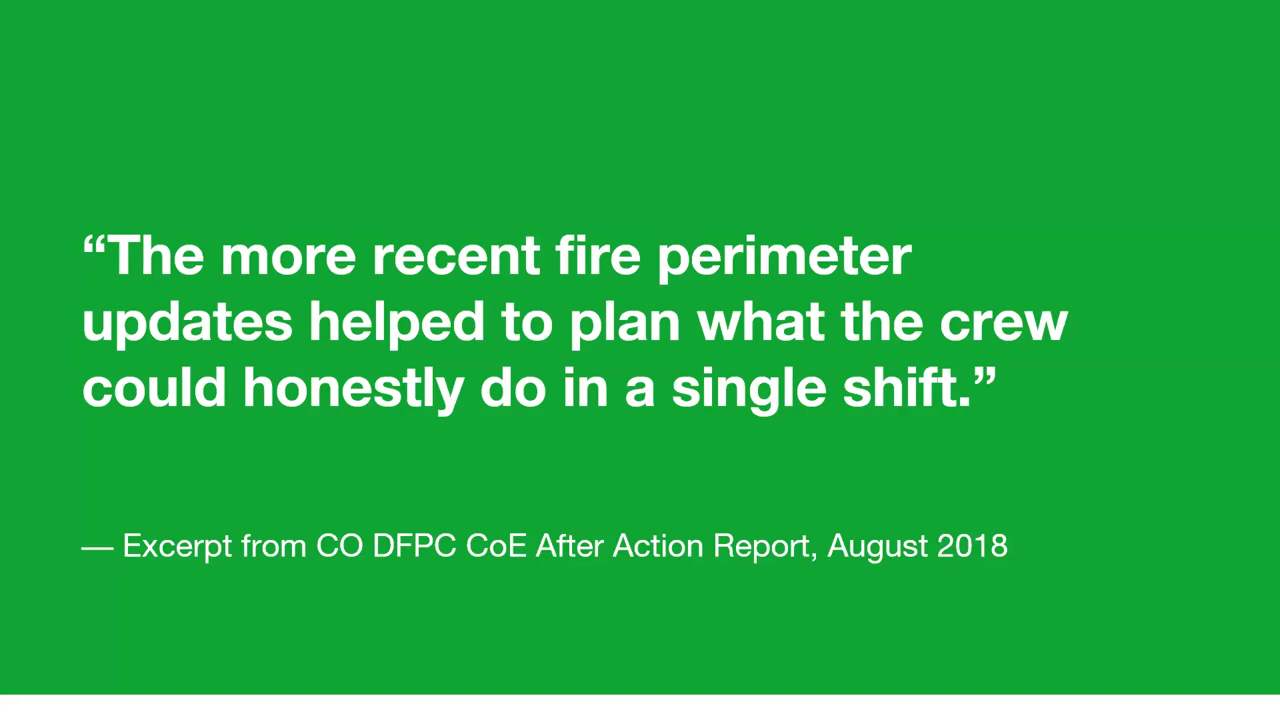 “The more recent fire perimeter
updates helped to plan what the crew
could honestly do in a single shift.”
— Excerpt from CO DFPC CoE After Action Report, August 2018